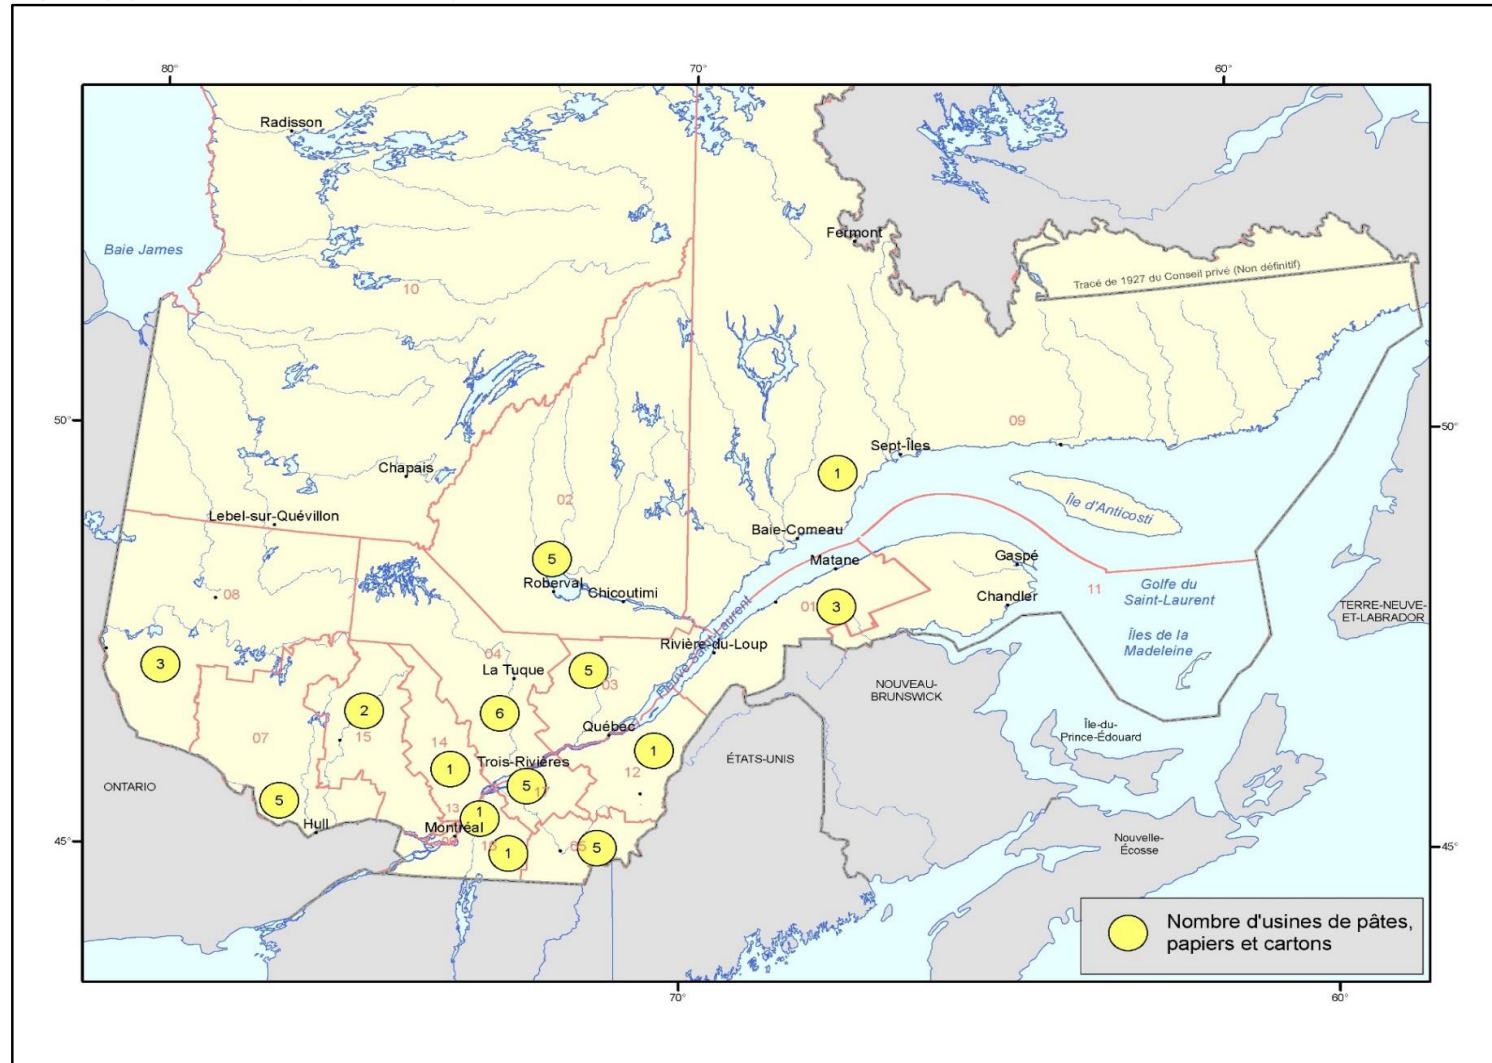 80°
70°
60°
Radisson
Fermont
Baie James
Tracé de 1927 du Conseil privé (Non définitif)
10
50°
50°
09
Sept-Îles
Chapais
1
02
Île d'Anticosti
Lebel-sur-Quévillon
Baie-Comeau
5
Matane
Gaspé
Roberval
Chicoutimi
11
Golfe du
Saint-Laurent
08
Chandler
01
3
TERRE-NEUVE-
ET-LABRADOR
Fleuve Saint-Laurent
Rivière-du-Loup
Îles de la
Madeleine
04
3
La Tuque
5
03
NOUVEAU-
BRUNSWICK
2
6
Île-du-
Prince-Édouard
Québec
07
15
14
1
ÉTATS-UNIS
Trois-Rivières
1
12
ONTARIO
5
17
5
13
1
Hull
Montréal
Nouvelle-
Écosse
45°
45°
1
05
5
Nombre d'usines de pâtes,
papiers et cartons
70°
60°